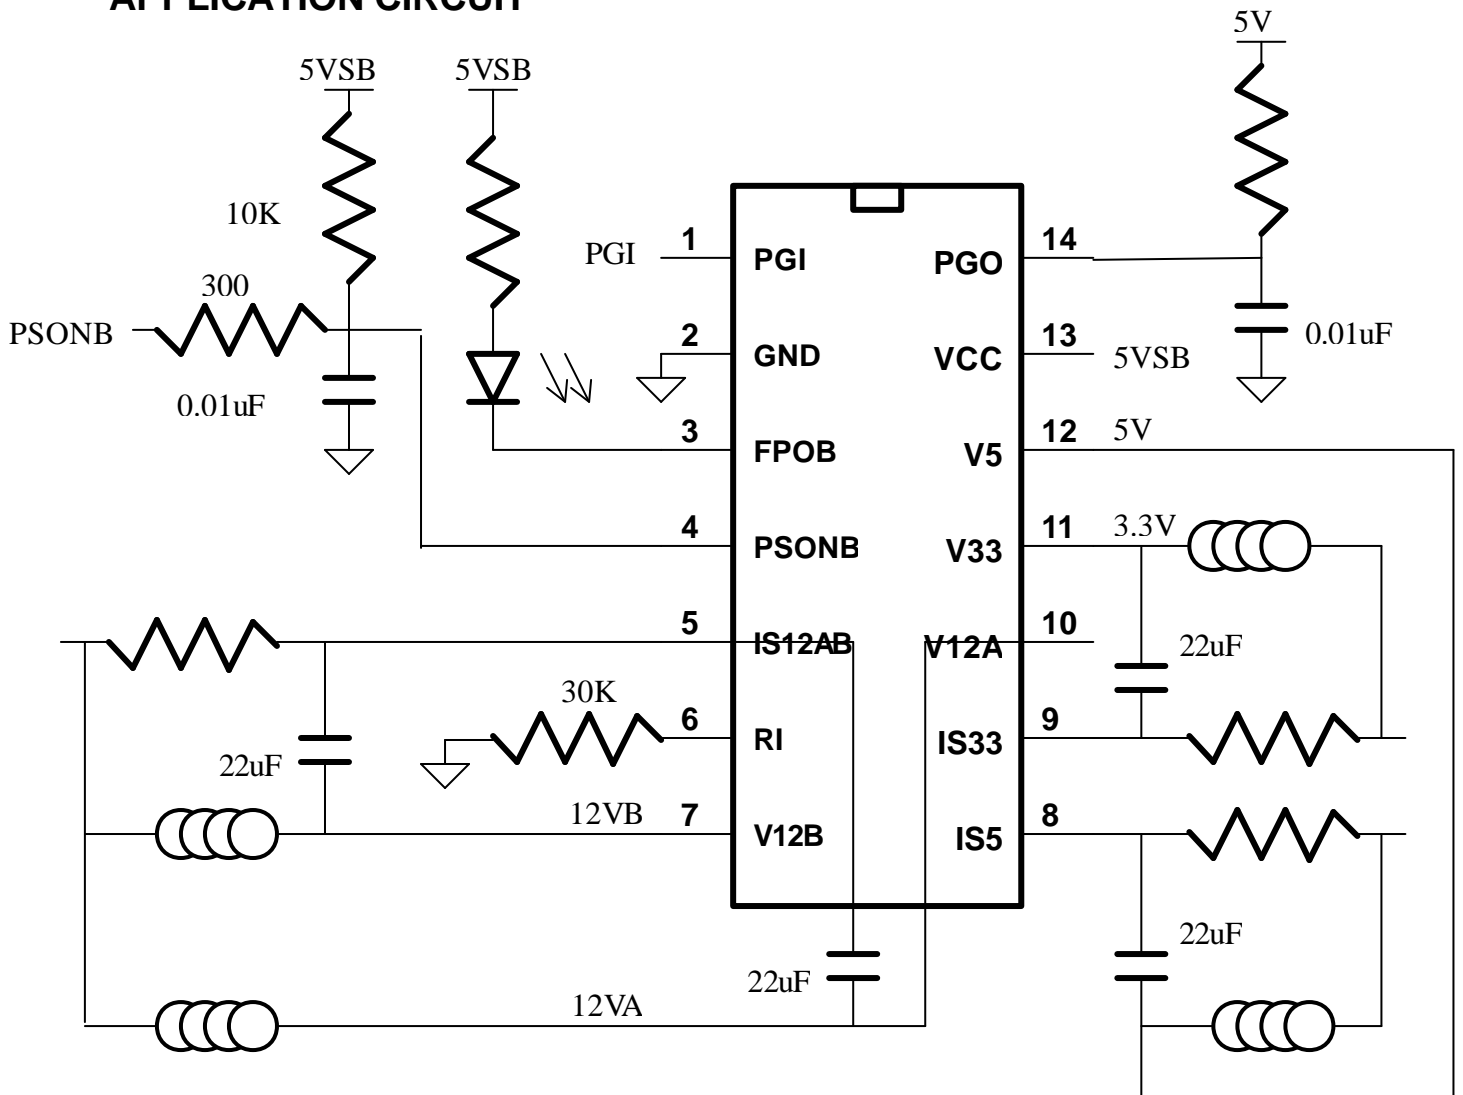 APPLICATION CIRCUIT
5V
5VSB
5VSB
10K
300
PSONB
0.01uF
PGI
1
PGI
PGO
14
0.01uF
2
GND
VCC
13
5VSB
3
FPOB
V5
12
5V
4
PSONB
V33
11
3.3V
5
IS12AB
V12A
10
22uF
30K
6
RI
IS33
9
22uF
12VB
7
V12B
IS5
8
22uF
22uF
12VA